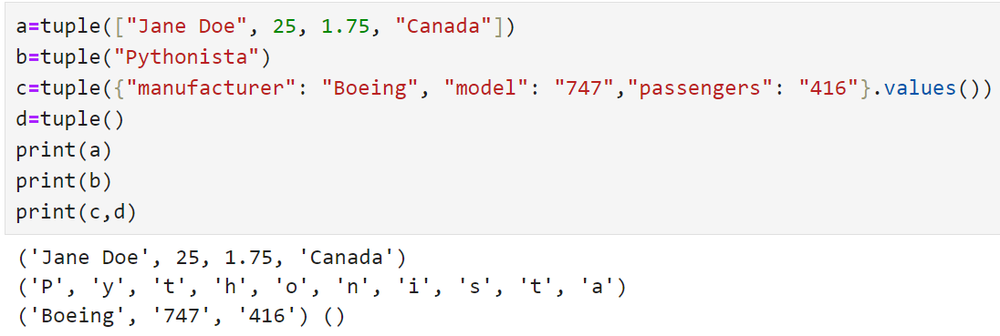 a=tuple(["Jane Doe", 25, 1.75, "Canada"])
b=tuple("Pythonista")
c=tuple({"manufacturer": "Boeing", "model": "747","passengers": "416"}.values())
d=tuple()
print(a)
print(b)
print(c,d)
('Jane Doe', 25, 1.75, 'Canada')
('P', 'y', 't', 'h', 'o', 'n', 'i', 's', 't', 'a')
('Boeing', '747', '416') ()